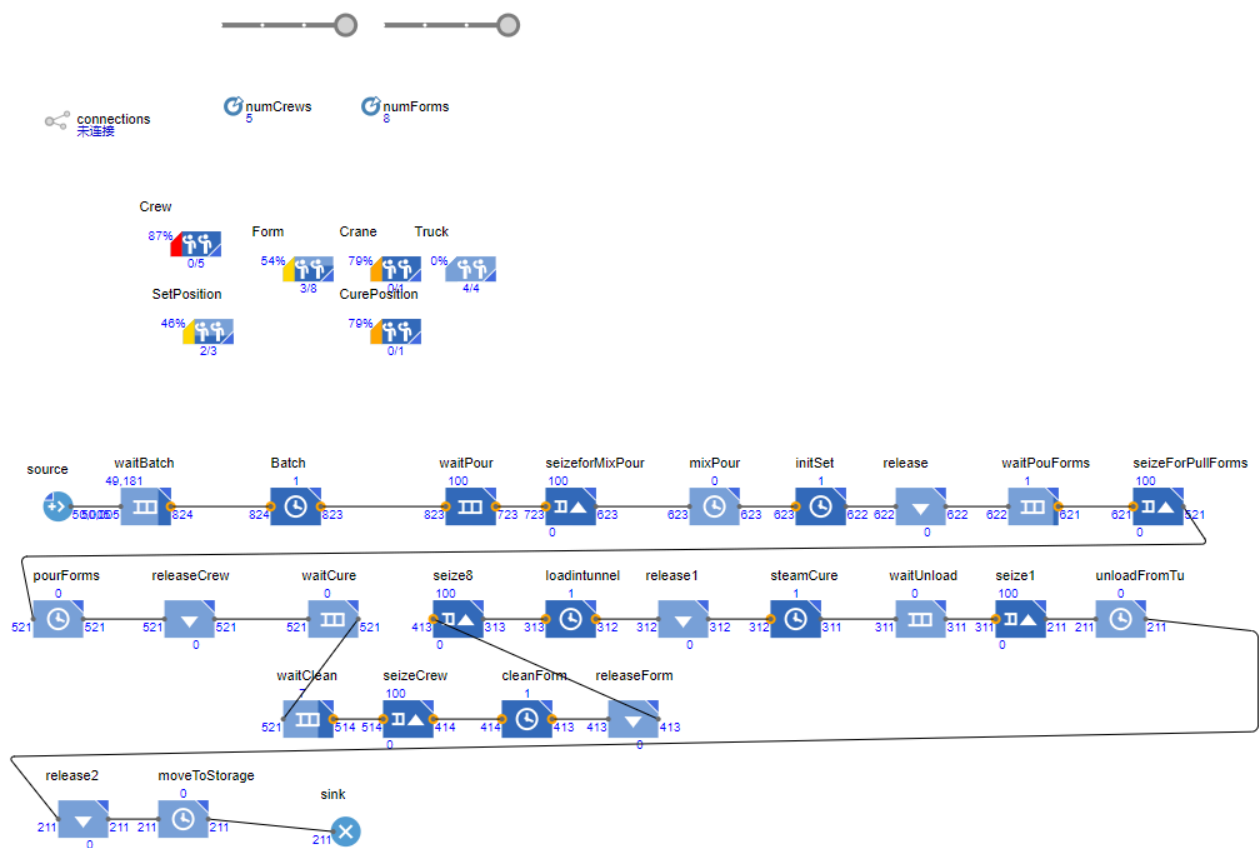 numCrews
5
numForms
8
connections
未连接
Crew
87%
0/5
Form
54%
3/8
Crane
79%
0/1
Truck
0%
4/4
SetPosition
46%
2/3
CurePosition
79%
0/1
source waitBatch Batch waitPour seizeforMixPour mixPour initSet release waitPouForms seizeForPullForms
49,181 1 100 100 0 1 1 100
824 824 823 823 723 723 623 623 623 623 622 622 622 622 621 621 521
0 0 0
pourForms releaseCrew waitCure seize8 loadintunnel release1 steamCure waitUnload seize1 unloadFromTu
0 0 100 1 1 0 100 0
521 521 521 521 521 521 413 313 313 312 312 312 312 311 311 311 311 211 211 211
0 0 0 0
waitClean seizeCrew cleanForm releaseForm
7 100 1
521 514 514 414 414 413 413 413
0 0
release2 moveToStorage sink
0
211 211 211 211 211
0